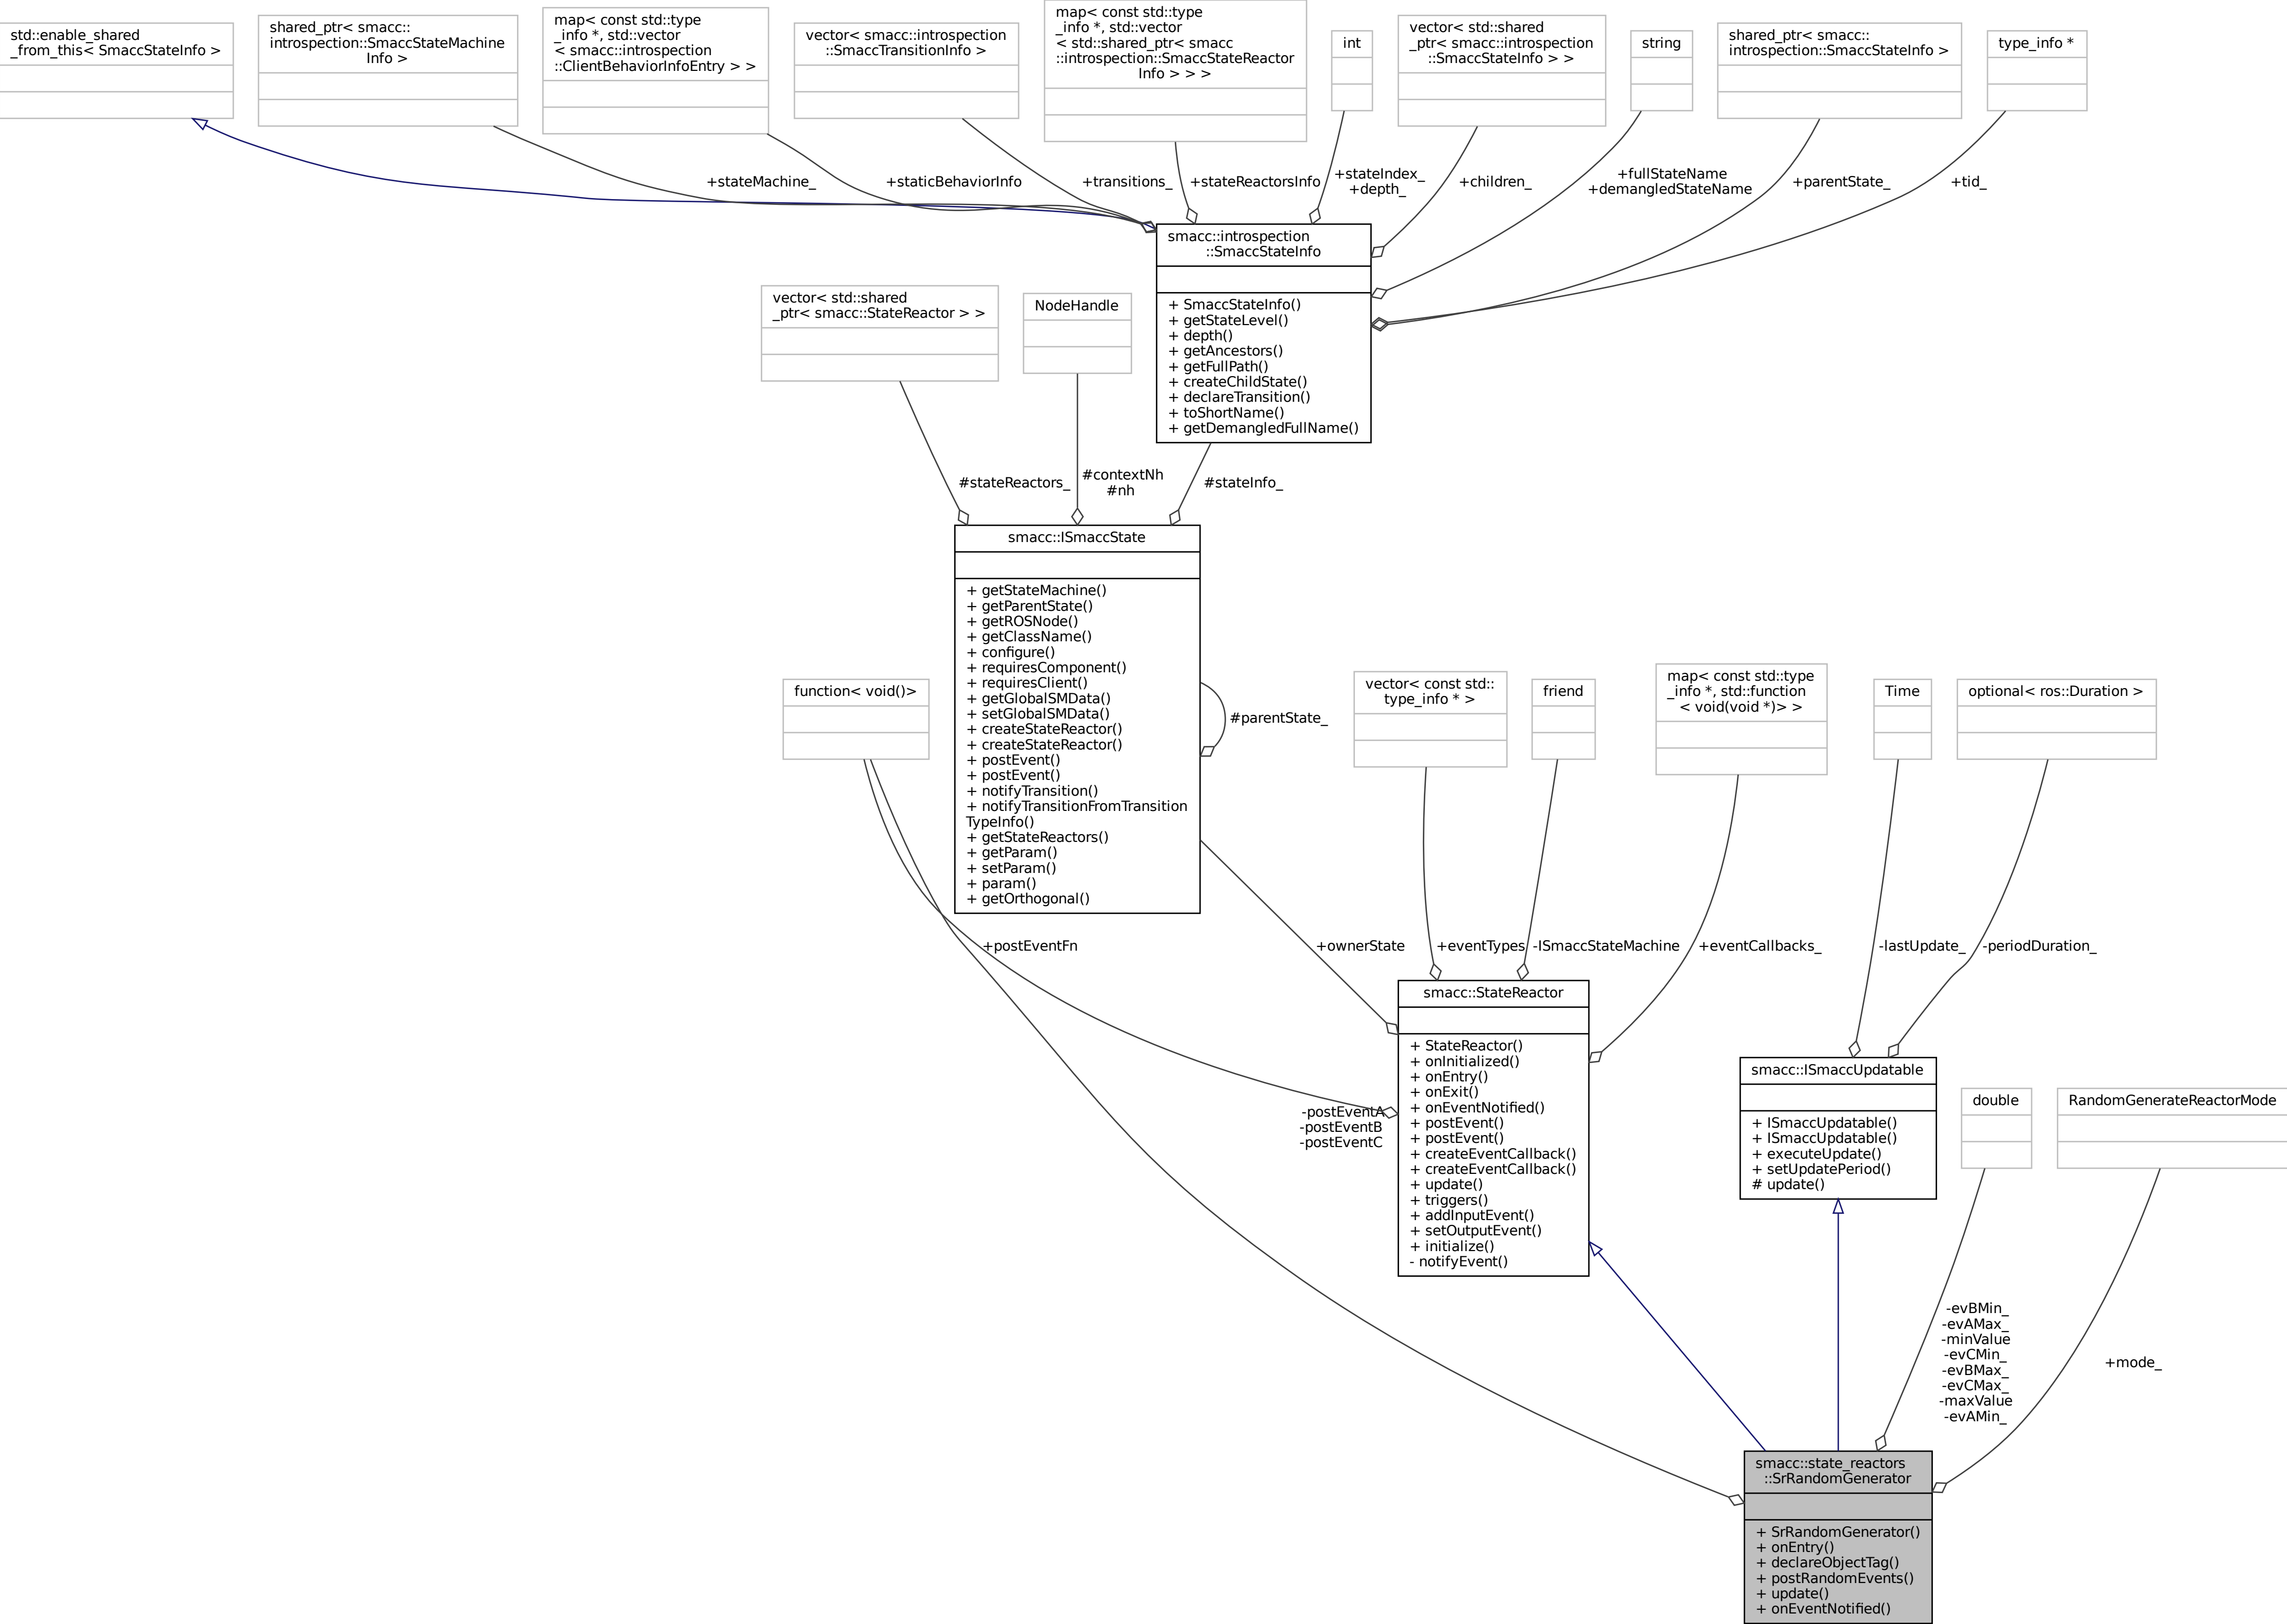 std::enable_shared
_from_this< SmaccStateInfo >
shared_ptr< smacc::
introspection::SmaccStateMachine
Info >
map< const std::type
_info *, std::vector
< smacc::introspection
::ClientBehaviorInfoEntry > >
vector< smacc::introspection
::SmaccTransitionInfo >
map< const std::type
_info *, std::vector
< std::shared_ptr< smacc
::introspection::SmaccStateReactor
Info > > >
int
vector< std::shared
_ptr< smacc::introspection
::SmaccStateInfo > >
string
shared_ptr< smacc::
introspection::SmaccStateInfo >
type_info *
+stateMachine_
+staticBehaviorInfo
+transitions_
+stateReactorsInfo
+stateIndex_
+depth_
+children_
+fullStateName
+demangledStateName
+parentState_
+tid_
smacc::introspection
::SmaccStateInfo
+ SmaccStateInfo()
+ getStateLevel()
+ depth()
+ getAncestors()
+ getFullPath()
+ createChildState()
+ declareTransition()
+ toShortName()
+ getDemangledFullName()
vector< std::shared
_ptr< smacc::StateReactor > >
NodeHandle
#stateReactors_
#contextNh
#nh
#stateInfo_
smacc::ISmaccState
+ getStateMachine()
+ getParentState()
+ getROSNode()
+ getClassName()
+ configure()
+ requiresComponent()
+ requiresClient()
+ getGlobalSMData()
+ setGlobalSMData()
+ createStateReactor()
+ createStateReactor()
+ postEvent()
+ postEvent()
+ notifyTransition()
+ notifyTransitionFromTransition
TypeInfo()
+ getStateReactors()
+ getParam()
+ setParam()
+ param()
+ getOrthogonal()
#parentState_
function< void()>
vector< const std::
type_info * >
friend
map< const std::type
_info *, std::function
< void(void *)> >
Time
optional< ros::Duration >
+postEventFn
+ownerState
+eventTypes
-ISmaccStateMachine
+eventCallbacks_
-lastUpdate_
-periodDuration_
smacc::StateReactor
+ StateReactor()
+ onInitialized()
+ onEntry()
+ onExit()
+ onEventNotified()
+ postEvent()
+ postEvent()
+ createEventCallback()
+ createEventCallback()
+ update()
+ triggers()
+ addInputEvent()
+ setOutputEvent()
+ initialize()
- notifyEvent()
-postEventA
-postEventB
-postEventC
smacc::ISmaccUpdatable
+ ISmaccUpdatable()
+ ISmaccUpdatable()
+ executeUpdate()
+ setUpdatePeriod()
# update()
double
RandomGenerateReactorMode
-evBMin_
-evAMax_
-minValue
-evCMin_
-evBMax_
-evCMax_
-maxValue
-evAMin_
+mode_
smacc::state_reactors
::SrRandomGenerator
+ SrRandomGenerator()
+ onEntry()
+ declareObjectTag()
+ postRandomEvents()
+ update()
+ onEventNotified()